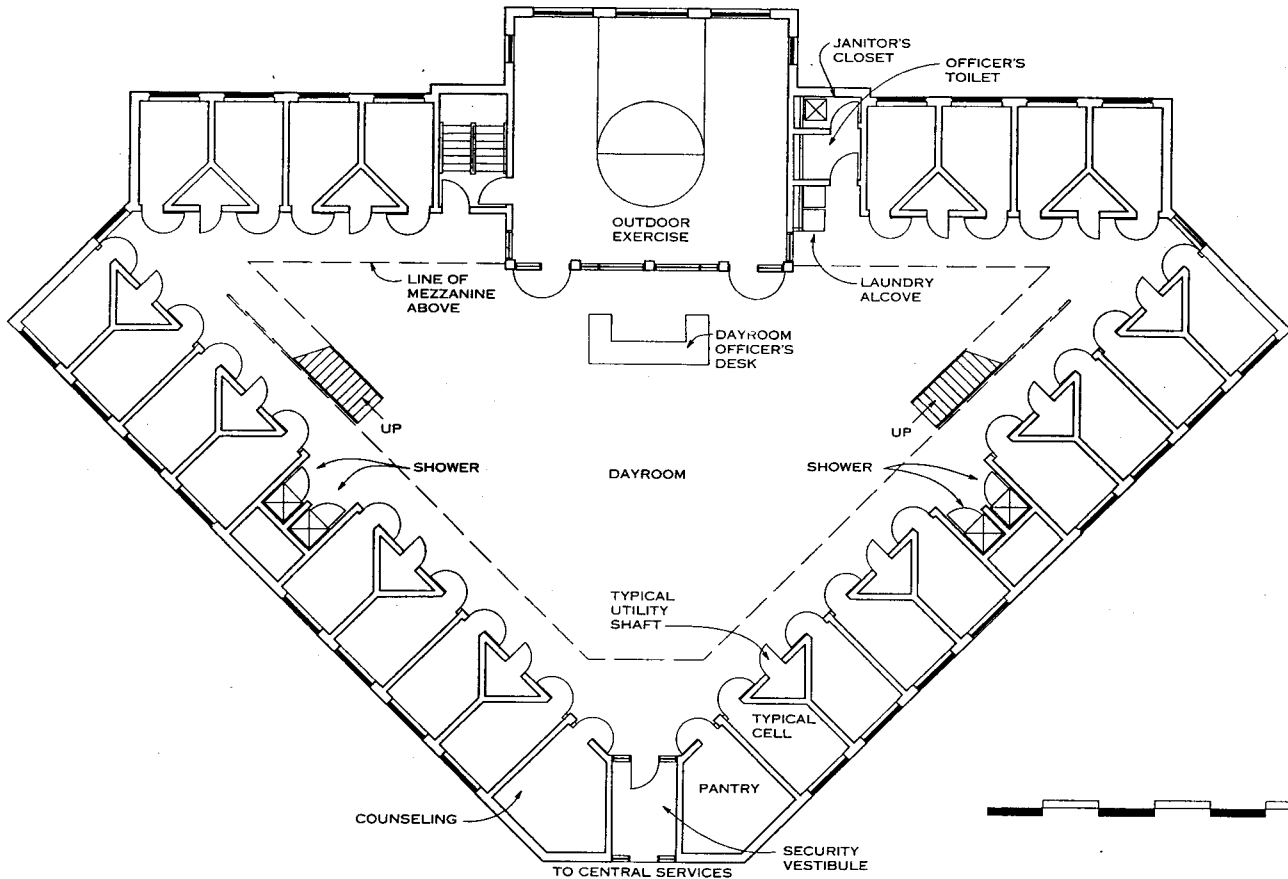 JANITOR'S
CLOSET
OFFICER'S
TOILET
OUTDOOR
EXERCISE
LINE OF
MEZZANINE
ABOVE
LAUNDRY
ALCOVE
DAYROOM
OFFICER'S
DESK
UP
UP
SHOWER
DAYROOM
SHOWER
TYPICAL
UTILITY
SHAFT
TYPICAL
CELL
PANTRY
COUNSELING
SECURITY
VESTIBULE
TO CENTRAL SERVICES